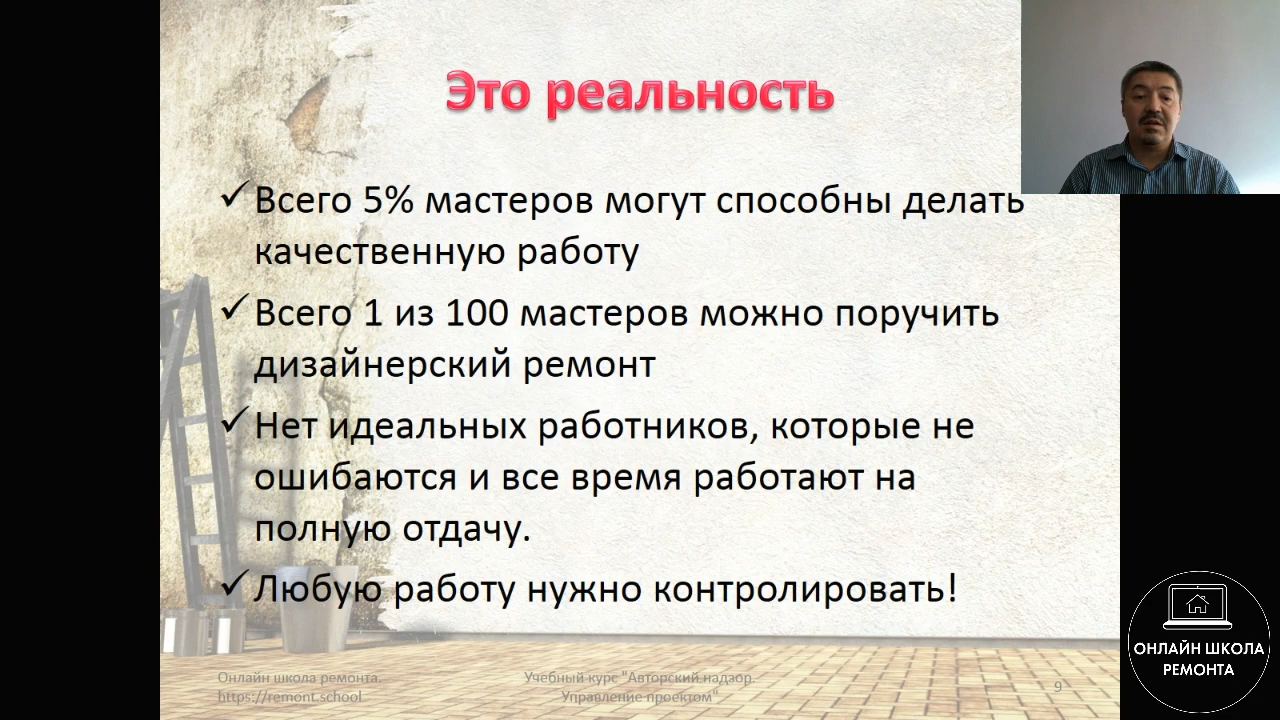 Это реальность
Всего 5% мастеров могут способны делать
качественную работу
Всего 1 из 100 мастеров можно поручить
дизайнерский ремонт
Нет идеальных работников, которые не
ошибаются и все время работают на
полную отдачу.
Любую работу нужно контролировать!
Онлайн школа ремонта.
https://remont.school
Учебный курс "Авторский надзор.
Управление проектом"
9
ОНЛАЙН ШКОЛА
РЕМОНТА